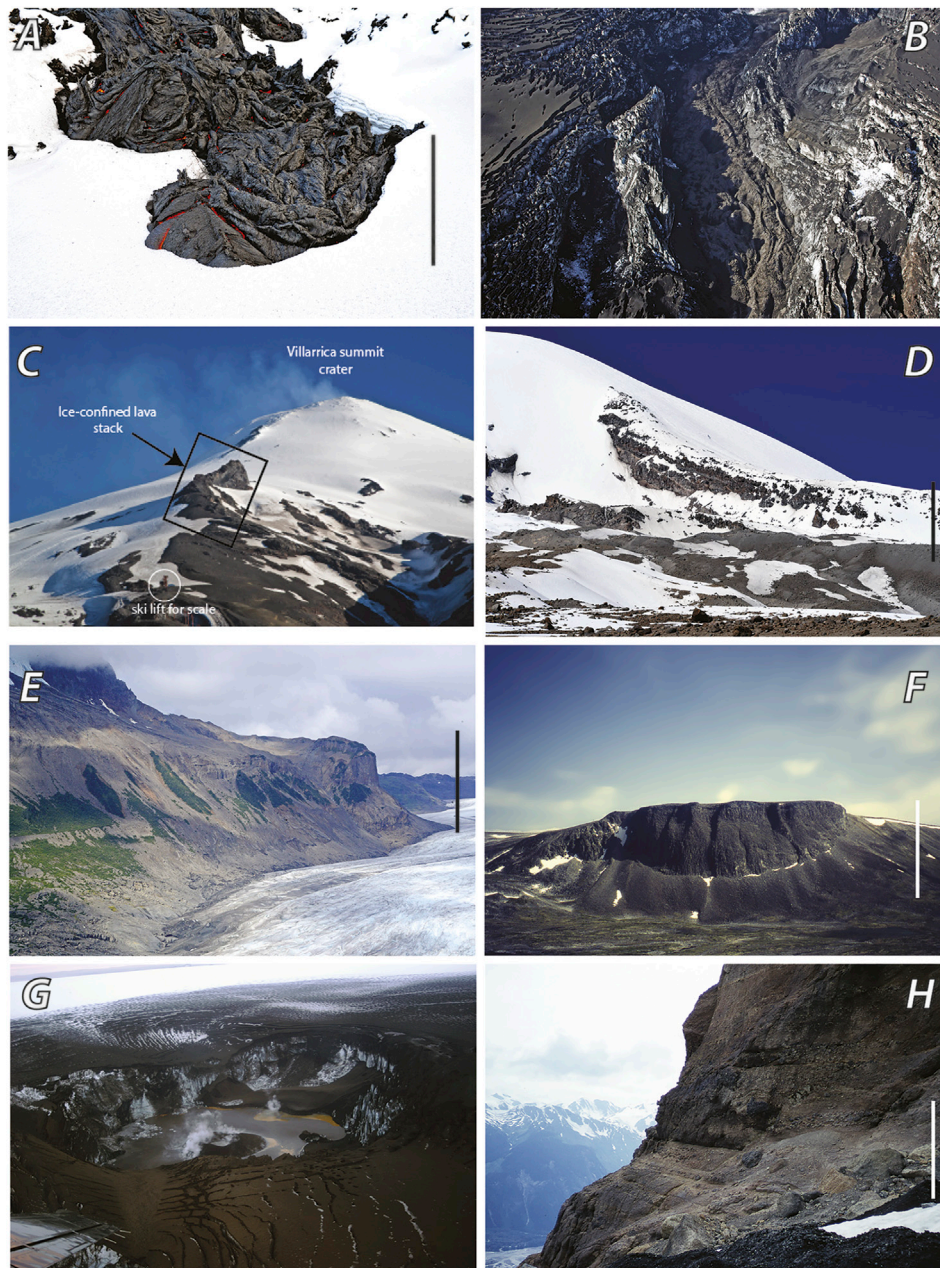 A
B
C
Villarrica summit
crater
Ice-confined lava
stack
ski lift for scale
D
E
F
G
H